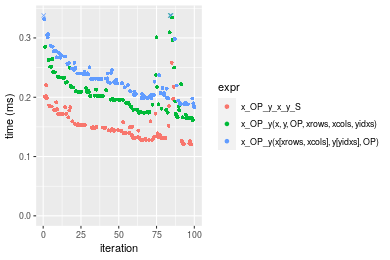 time (ms)
0.3
0.2
0.1
0.0
0
25
50
75
100
iteration
expr
x_OP_y_x_y_S
x_OP_y(x, y, OP, xrows, xcols, yidxs)
x_OP_y(x[xrows, xcols], y[yidxs], OP)